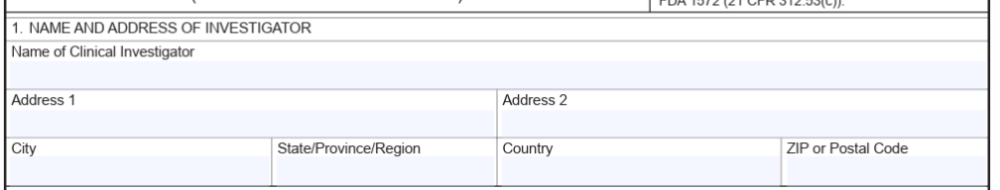 FDA 1572 (21 CFR 312.53(c)).
1. NAME AND ADDRESS OF INVESTIGATOR
Name of Clinical Investigator
Address 1
Address 2
City
State/Province/Region
Country
ZIP or Postal Code